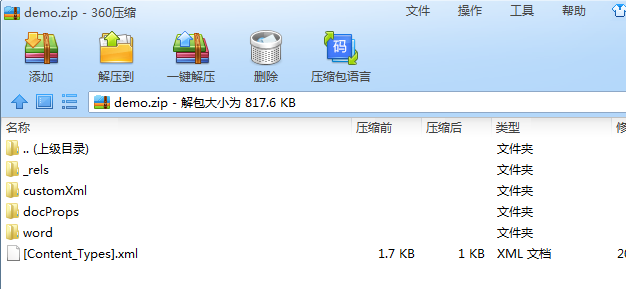 demo.zip - 360压缩 文件 操作 工具 帮助
添加 解压到 一键解压 删除 码 压缩包语言
demo.zip - 解包大小为 817.6 KB
名称 压缩前 压缩后 类型
.. (上级目录) 文件夹
_rels 文件夹
customXml 文件夹
docProps 文件夹
word 文件夹
[Content_Types].xml 1.7 KB 1 KB XML 文档